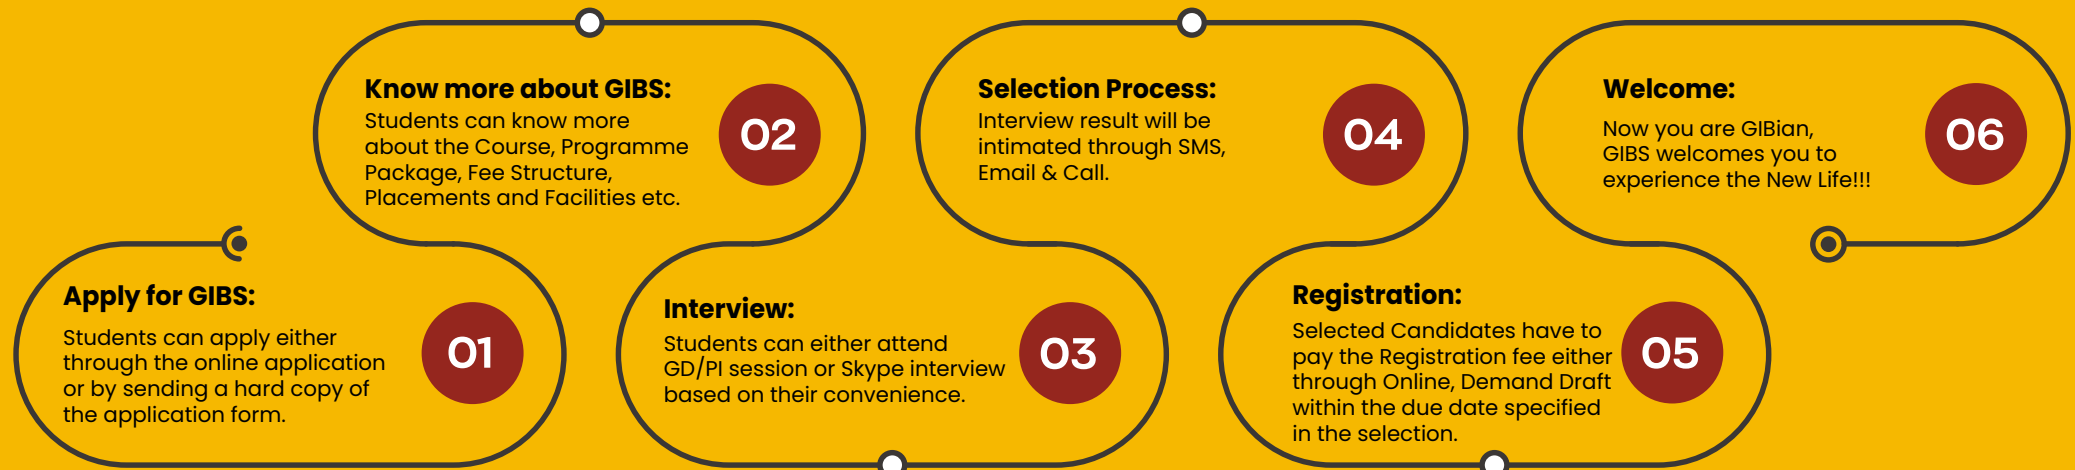 Apply for GIBS:
Students can apply either
through the online application
or by sending a hard copy of
the application form.
01
Know more about GIBS:
Students can know more
about the Course, Programme
Package, Fee Structure,
Placements and Facilities etc.
02
Interview:
Students can either attend
GD/PI session or Skype interview
based on their convenience.
03
Selection Process:
Interview result will be
intimated through SMS,
Email & Call.
04
Registration:
Selected Candidates have to
pay the Registration fee either
through Online, Demand Draft
within the due date specified
in the selection.
05
Welcome:
Now you are GIBian,
GIBS welcomes you to
experience the New Life!!!
06